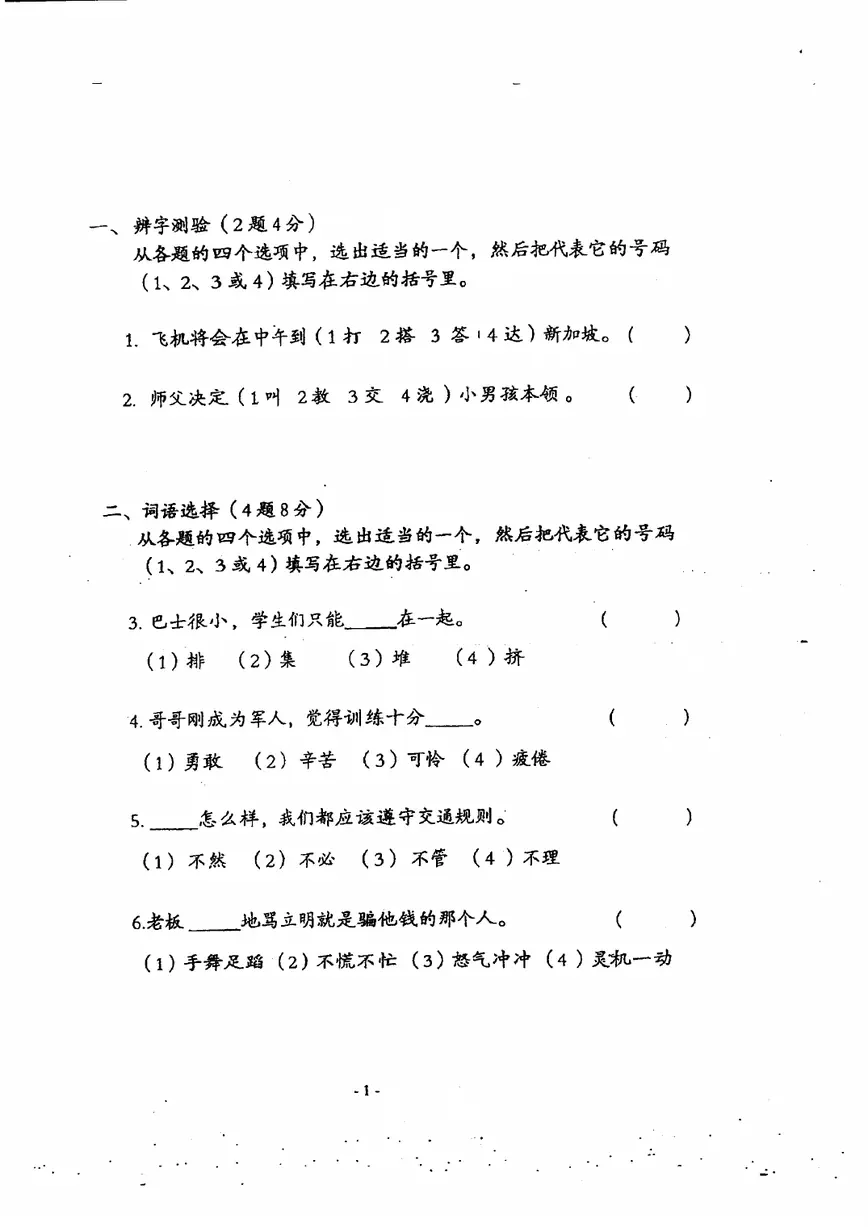 一、辨字测验（2题4分）
从各题的四个选项中，选出适当的一个，然后把代表它的号码
（1、2、3或4）填写在右边的括号里。
1. 飞机将会在中午到（1打 2搭 3答 4达）新加坡。（ ）
2. 师父决定（1叫 2教 3交 4浇）小男孩本领。（ ）
二、词语选择（4题8分）
从各题的四个选项中，选出适当的一个，然后把代表它的号码
（1、2、3或4）填写在右边的括号里。
3. 巴士很小，学生们只能_____在一起。（ ）
（1）排 （2）集 （3）堆 （4）挤
4. 哥哥刚成为军人，觉得训练十分_____。（ ）
（1）勇敢 （2）辛苦 （3）可怜 （4）疲倦
5. _____怎么样，我们都应该遵守交通规则。（ ）
（1）不然 （2）不必 （3）不管 （4）不理
6.老板_____地骂立明就是骗他钱的那个人。（ ）
（1）手舞足蹈（2）不慌不忙（3）怒气冲冲（4）灵机一动
- 1 -